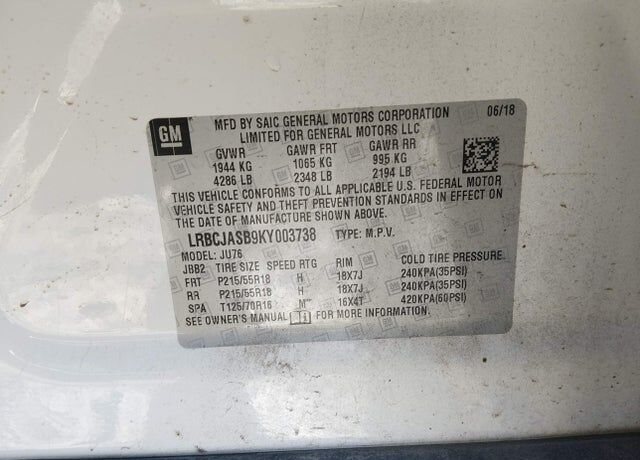 GM
MFD BY SAIC GENERAL MOTORS CORPORATION 06/18
LIMITED FOR GENERAL MOTORS LLC
GVWR GAWR FRT GAWR RR
1944 KG 1065 KG 995 KG
4286 LB 2348 LB 2194 LB
THIS VEHICLE CONFORMS TO ALL APPLICABLE U.S. FEDERAL MOTOR
VEHICLE SAFETY AND THEFT PREVENTION STANDARDS IN EFFECT ON
THE DATE OF MANUFACTURE SHOWN ABOVE.
LRBCJASB9KY003738 TYPE: M.P.V.
MODEL: JU76
JBB2 TIRE SIZE SPEED RTG RIM COLD TIRE PRESSURE
FRT P215/55R18 H 18X7J 240KPA(35PSI)
RR P215/55R18 H 18X7J 240KPA(35PSI)
SPA T125/70R16 M 16X4T 420KPA(60PSI)
SEE OWNER'S MANUAL FOR MORE INFORMATION.